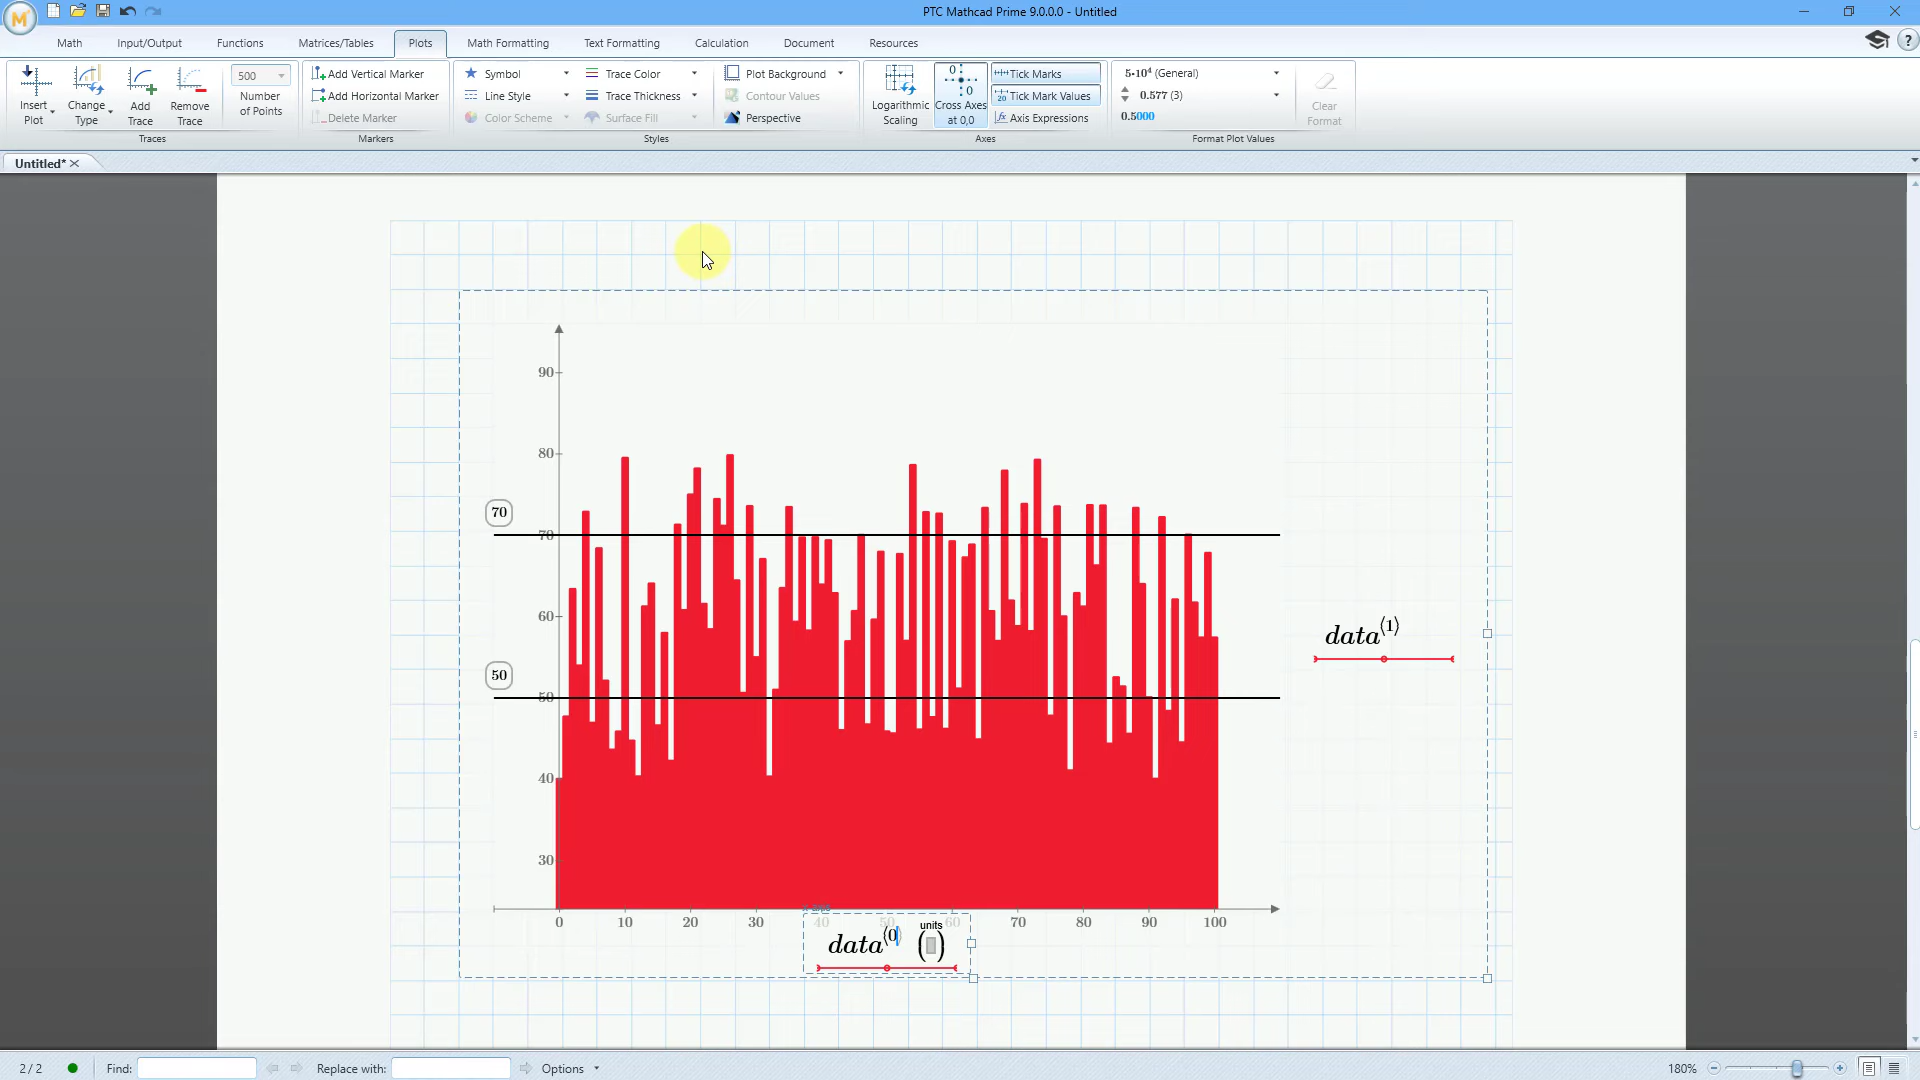 PTC Mathcad Prime 9.0.0.0 - Untitled
Math Input/Output Functions Matrices/Tables Plots Math Formatting Text Formatting Calculation Document Resources
Insert Plot
Change Type
Add Trace
Remove Trace
500
Number of Points
Traces
Add Vertical Marker
Add Horizontal Marker
Delete Marker
Markers
Symbol
Line Style
Color Scheme
Trace Color
Trace Thickness
Surface Fill
Plot Background
Contour Values
Perspective
Styles
Logarithmic Scaling
Cross Axes at 0,0
Tick Marks
Tick Mark Values
Axis Expressions
Axes
5·10⁴ (General)
0.577 (3)
0.5000
Clear Format
Format Plot Values
Untitled*
90
80
70
70
60
50
50
40
30
0 10 20 30 40 50 60 70 80 90 100
data⟨1⟩
units
data⟨0⟩ ( )
2 / 2 Find: Replace with: Options 180%